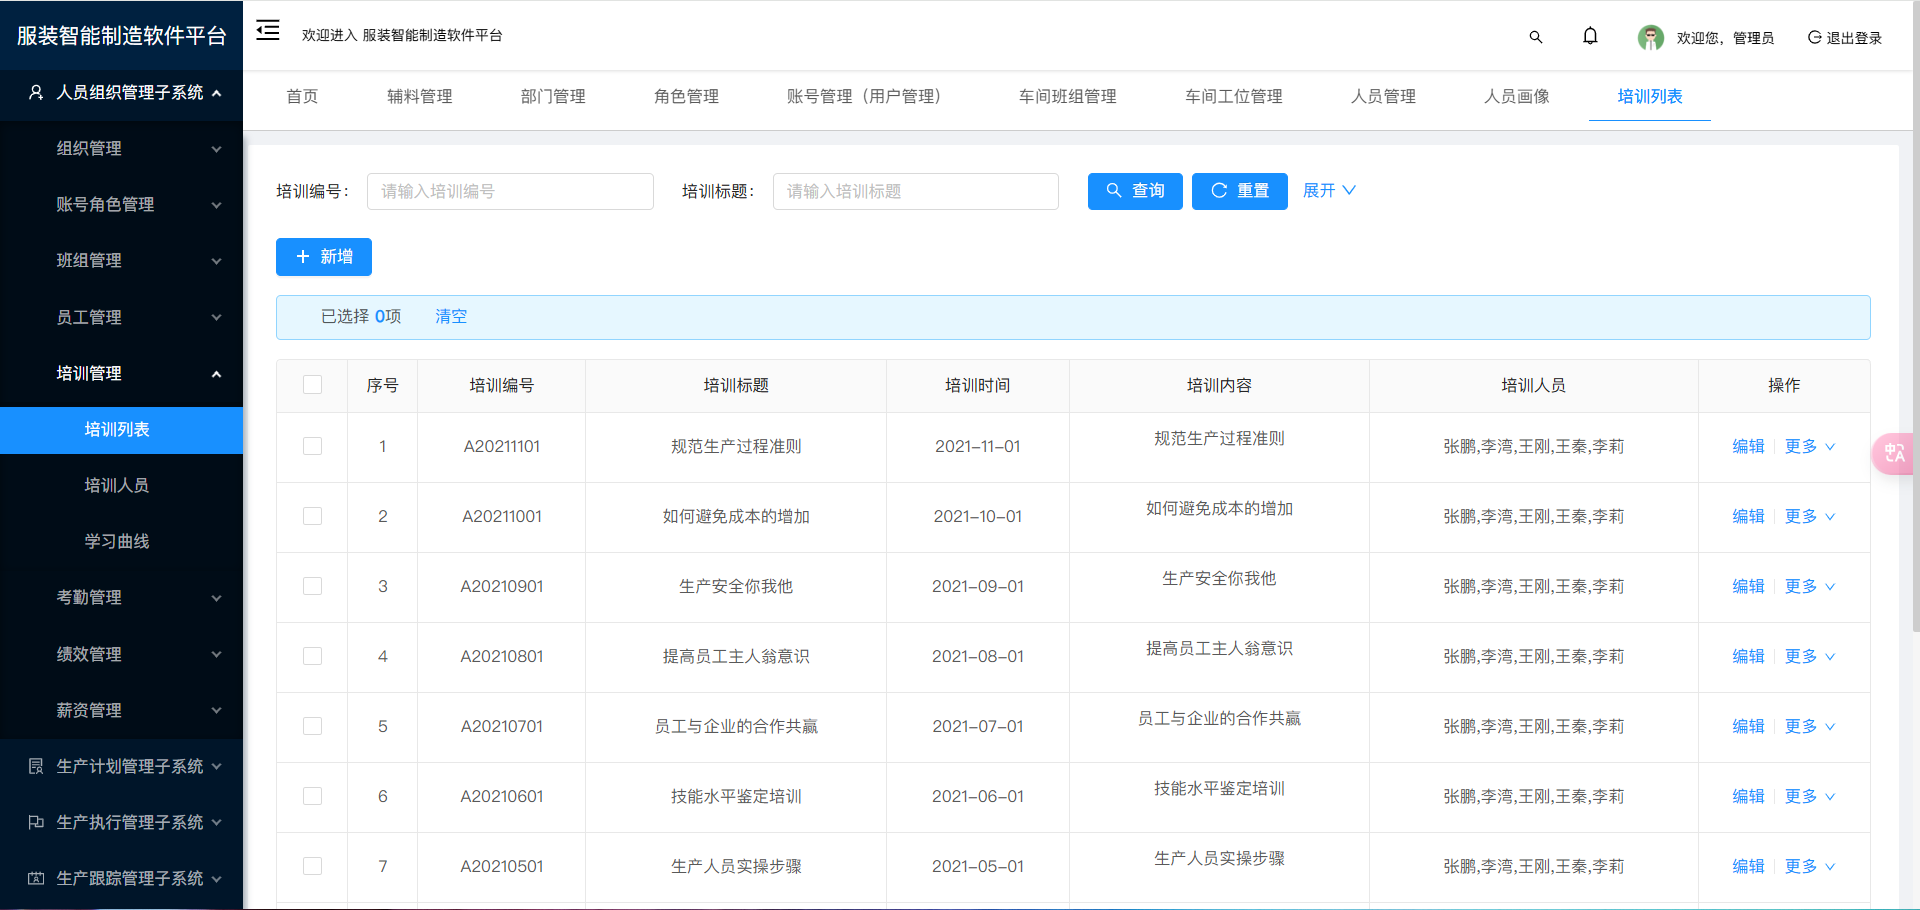 服装智能制造软件平台
欢迎进入 服装智能制造软件平台
欢迎您，管理员
退出登录
人员组织管理子系统
组织管理
账号角色管理
班组管理
员工管理
培训管理
培训列表
培训人员
学习曲线
考勤管理
绩效管理
薪资管理
生产计划管理子系统
生产执行管理子系统
生产跟踪管理子系统
首页 辅料管理 部门管理 角色管理 账号管理（用户管理） 车间班组管理 车间工位管理 人员管理 人员画像 培训列表
培训编号： 请输入培训编号 培训标题： 请输入培训标题 查询 重置 展开
新增
已选择 0项 清空
序号 培训编号 培训标题 培训时间 培训内容 培训人员 操作
1 A20211101 规范生产过程准则 2021-11-01 规范生产过程准则 张鹏,李湾,王刚,王秦,李莉 编辑 更多
2 A20211001 如何避免成本的增加 2021-10-01 如何避免成本的增加 张鹏,李湾,王刚,王秦,李莉 编辑 更多
3 A20210901 生产安全你我他 2021-09-01 生产安全你我他 张鹏,李湾,王刚,王秦,李莉 编辑 更多
4 A20210801 提高员工主人翁意识 2021-08-01 提高员工主人翁意识 张鹏,李湾,王刚,王秦,李莉 编辑 更多
5 A20210701 员工与企业的合作共赢 2021-07-01 员工与企业的合作共赢 张鹏,李湾,王刚,王秦,李莉 编辑 更多
6 A20210601 技能水平鉴定培训 2021-06-01 技能水平鉴定培训 张鹏,李湾,王刚,王秦,李莉 编辑 更多
7 A20210501 生产人员实操步骤 2021-05-01 生产人员实操步骤 张鹏,李湾,王刚,王秦,李莉 编辑 更多
中A